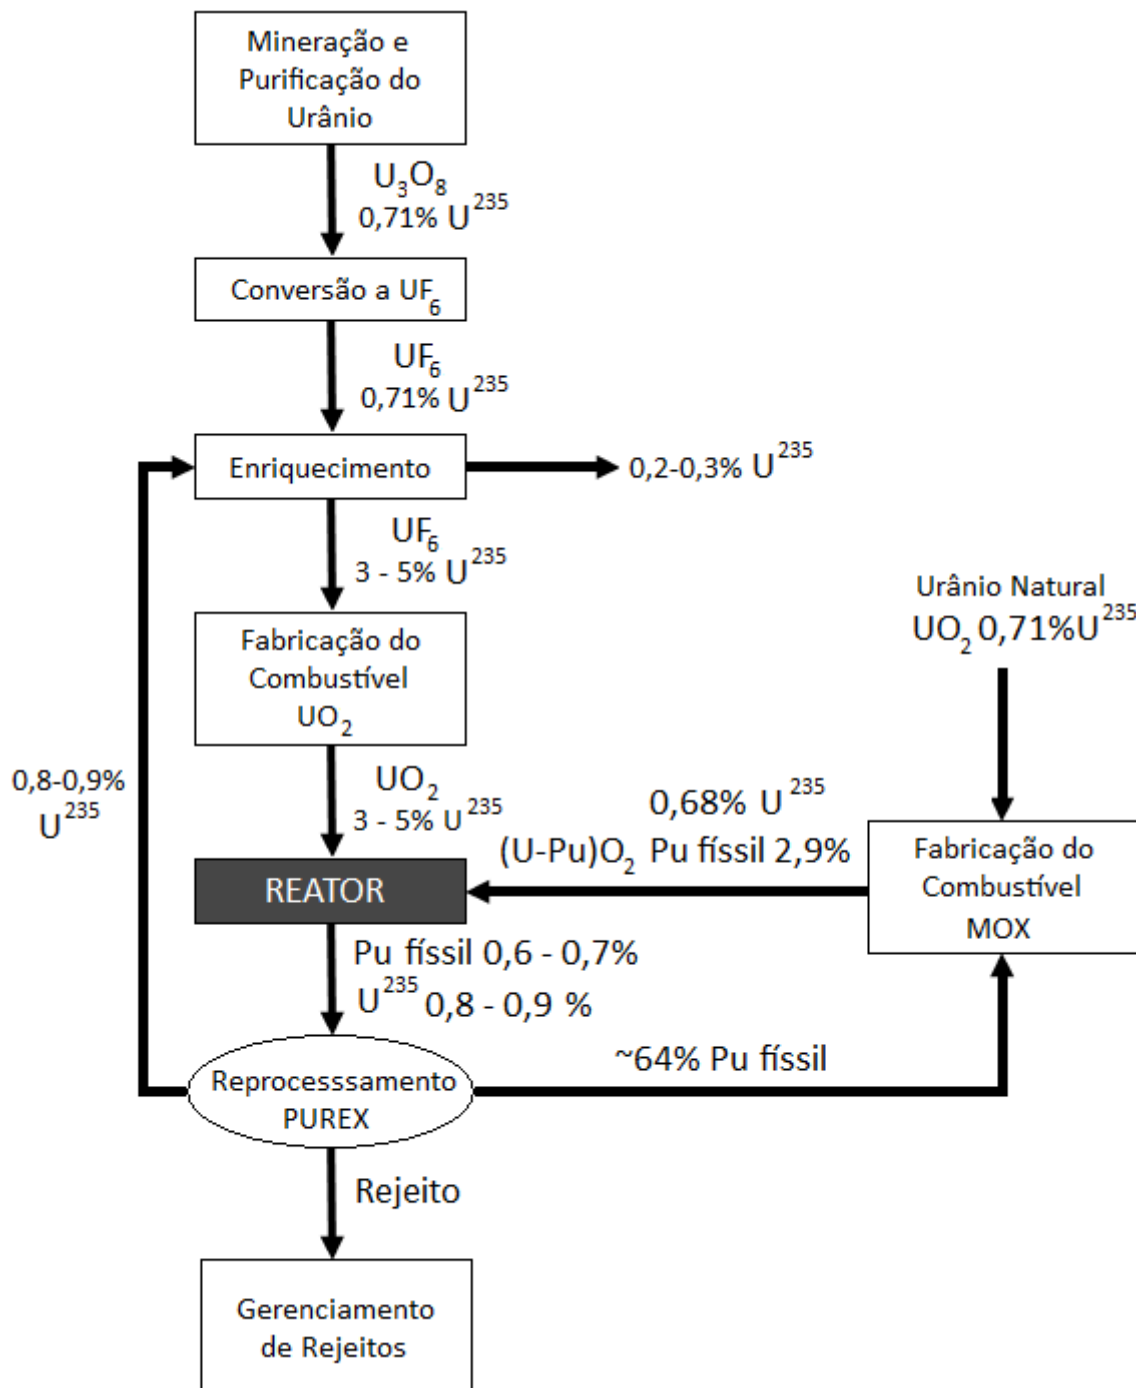 Mineração e
Purificação do
Urânio
U₃O₈
0,71% U²³⁵
Conversão a UF₆
UF₆
0,71% U²³⁵
Enriquecimento
0,2-0,3% U²³⁵
UF₆
3 - 5% U²³⁵
Urânio Natural
UO₂ 0,71%U²³⁵
Fabricação do
Combustível
UO₂
0,8-0,9%
U²³⁵
UO₂
3 - 5% U²³⁵
0,68% U²³⁵
(U-Pu)O₂ Pu físsil 2,9%
Fabricação do
Combustível
MOX
REATOR
Pu físsil 0,6 - 0,7%
U²³⁵ 0,8 - 0,9 %
~64% Pu físsil
Reprocesssamento
PUREX
Rejeito
Gerenciamento
de Rejeitos